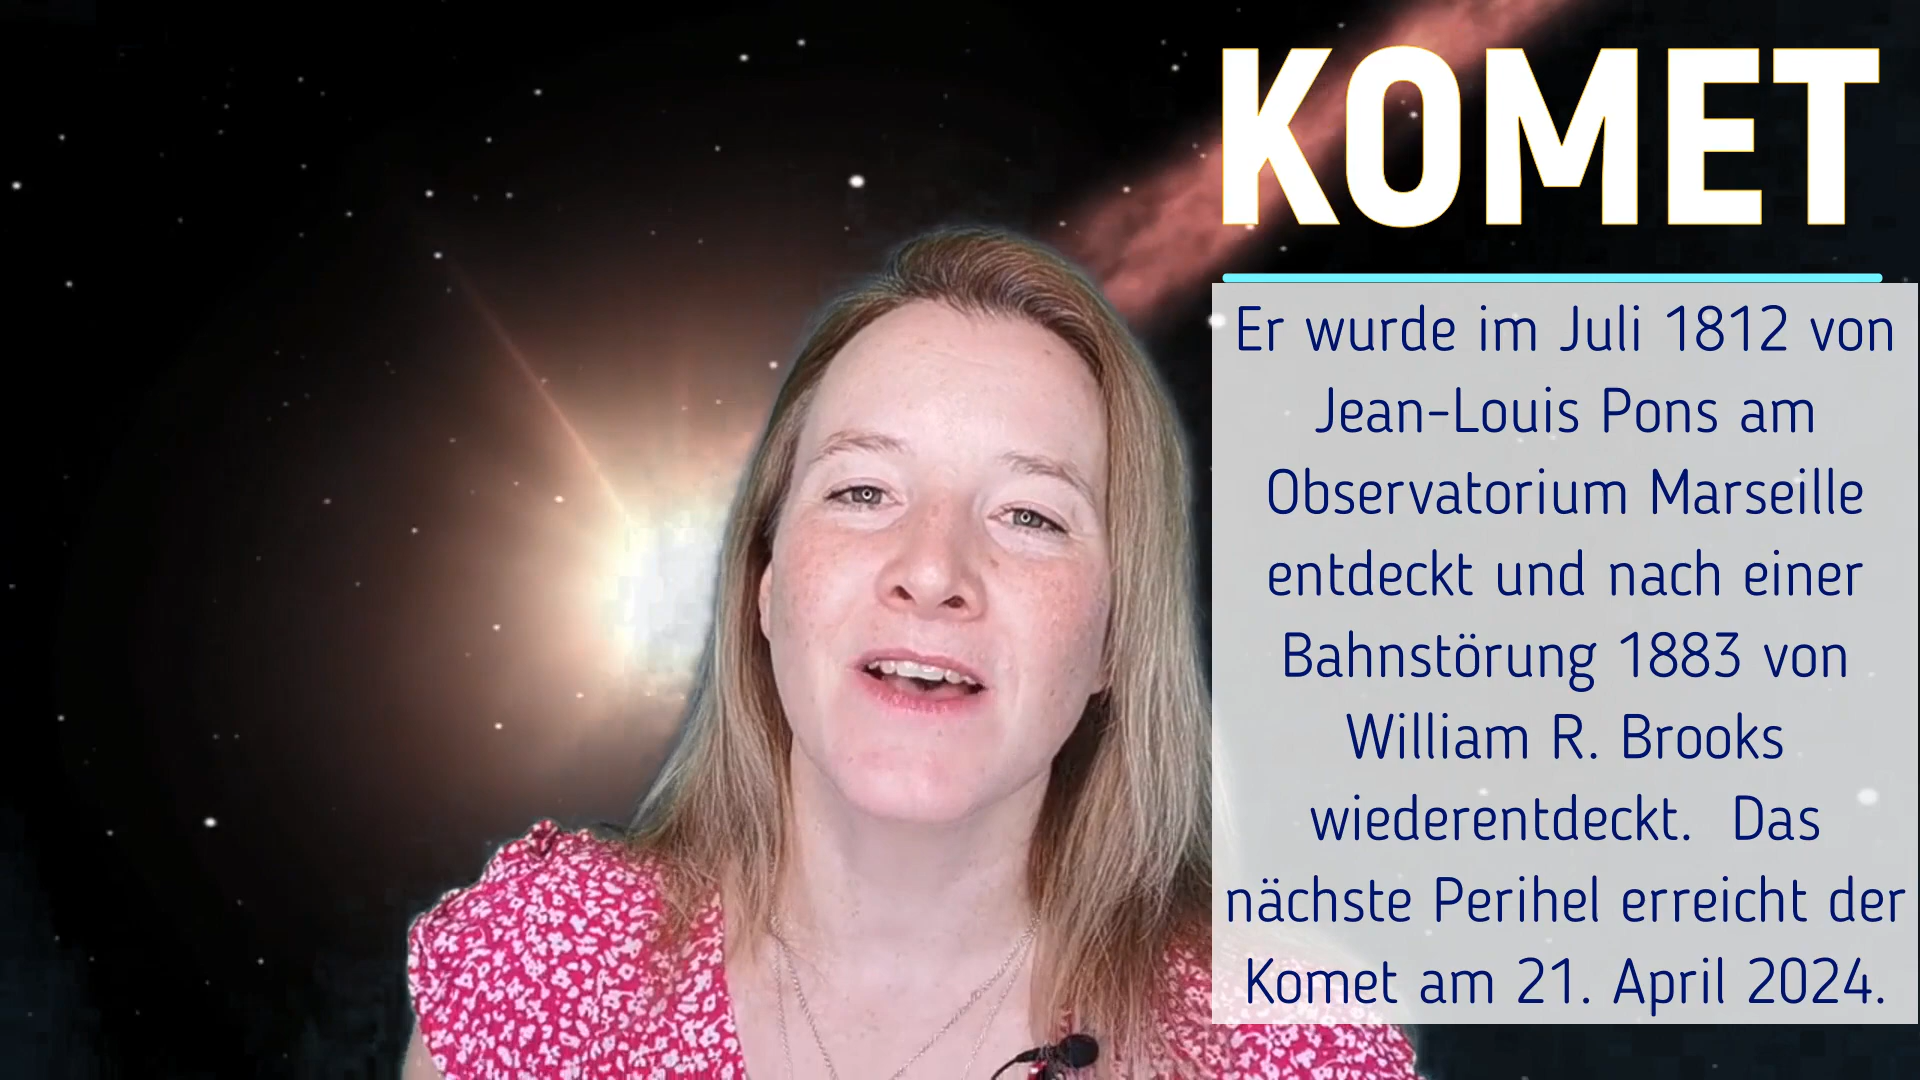 KOMET
Er wurde im Juli 1812 von
Jean-Louis Pons am
Observatorium Marseille
entdeckt und nach einer
Bahnstörung 1883 von
William R. Brooks
wiederentdeckt.  Das
nächste Perihel erreicht der
Komet am 21. April 2024.